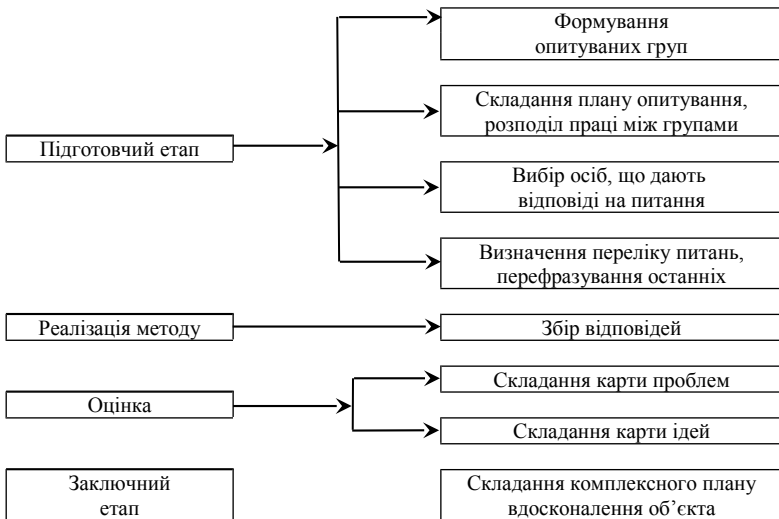 Формування
опитуваних груп
Складання плану опитування,
розподіл праці між групами
Підготовчий етап
Вибір осіб, що дають
відповіді на питання
Визначення переліку питань,
перефразування останніх
Реалізація методу
Збір відповідей
Складання карти проблем
Оцінка
Складання карти ідей
Заключний
етап
Складання комплексного плану
вдосконалення об’єкта